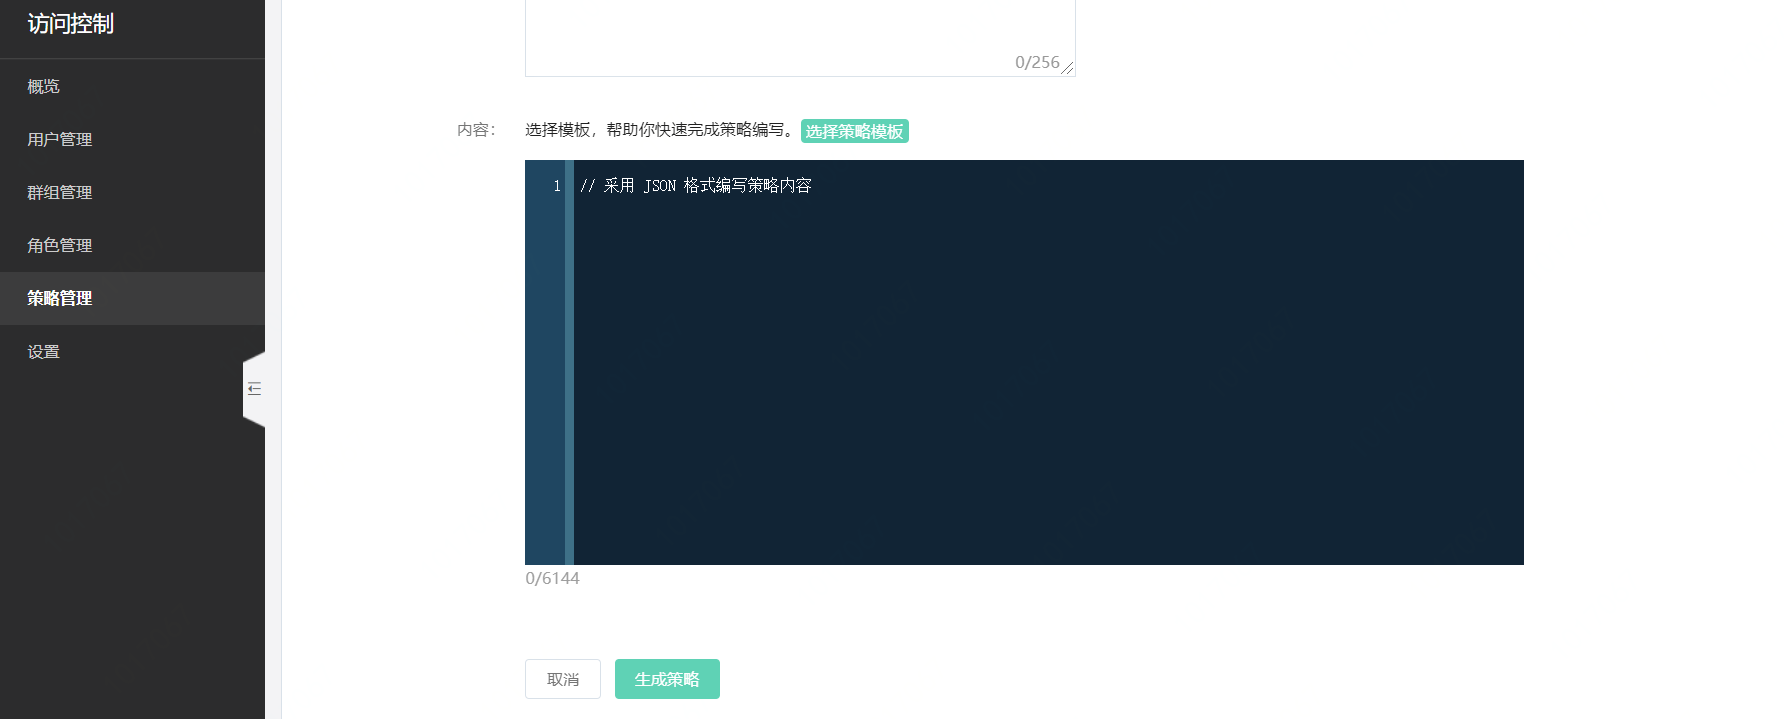 访问控制
概览
用户管理
群组管理
角色管理
策略管理
设置
0/256
内容：
选择模板，帮助你快速完成策略编写。 选择策略模板
1 // 采用 JSON 格式编写策略内容
0/6144
取消 生成策略